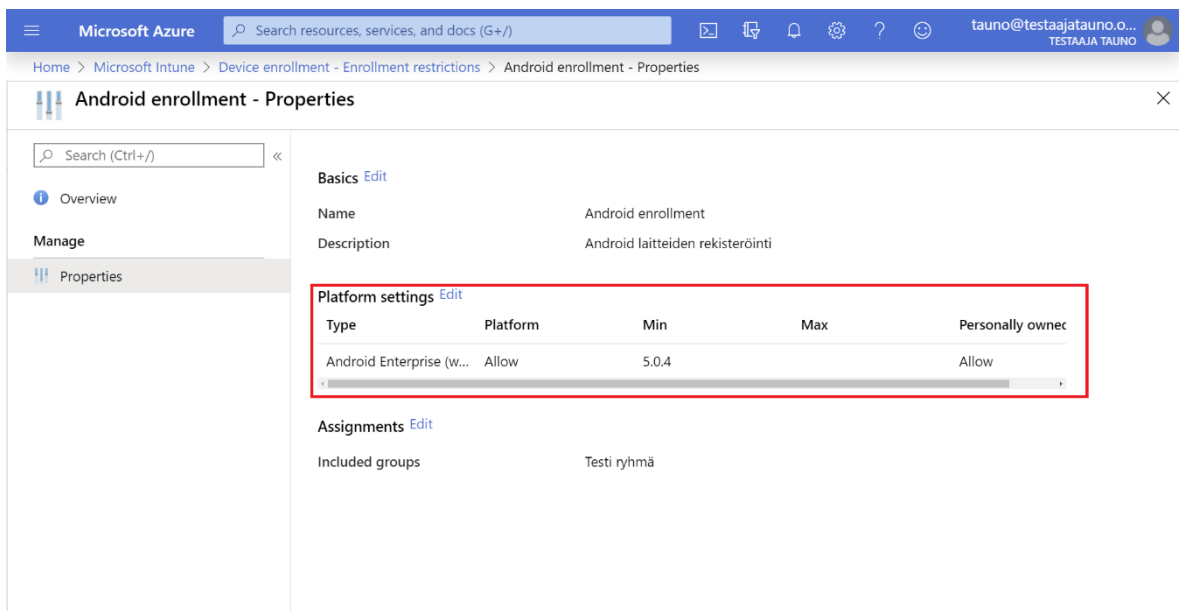 Microsoft Azure
Search resources, services, and docs (G+/)
tauno@testaajatauno.o...
TESTAAJA TAUNO
Home > Microsoft Intune > Device enrollment - Enrollment restrictions > Android enrollment - Properties
Android enrollment - Properties
Search (Ctrl+/)
Overview
Manage
Properties
Basics Edit
Name Android enrollment
Description Android laitteiden rekisteröinti
Platform settings Edit
Type Platform Min Max Personally owned
Android Enterprise (w... Allow 5.0.4 Allow
Assignments Edit
Included groups Testi ryhmä